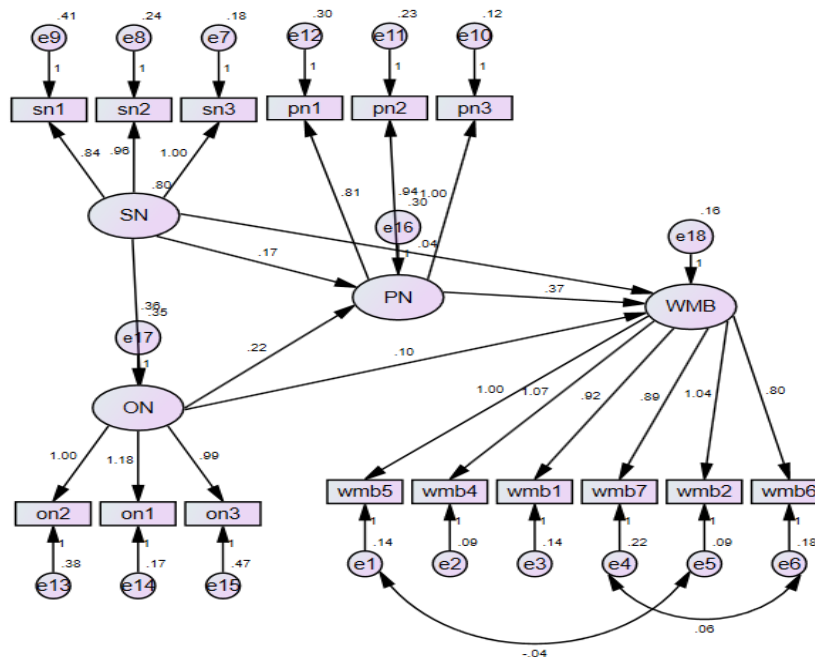 .41 .24 .18 .30 .23 .12
e9 e8 e7 e12 e11 e10
1 1 1 1 1 1
sn1 sn2 sn3 pn1 pn2 pn3
.84 .96 1.00 .81 .94 1.00
.80 .30 .16
SN e16 e18
.17 .04 1 1
PN .37 WMB
.36 .35
e17 .22 .10
1
ON
1.00 1.18 .99 1.00 1.07 .92 .89 1.04 .80
on2 on1 on3 wmb5 wmb4 wmb1 wmb7 wmb2 wmb6
1 1 1 1 1 1 1 1 1
.38 .17 .47 .14 .09 .14 .22 .09 .18
e13 e14 e15 e1 e2 e3 e4 e5 e6
.06
-.04